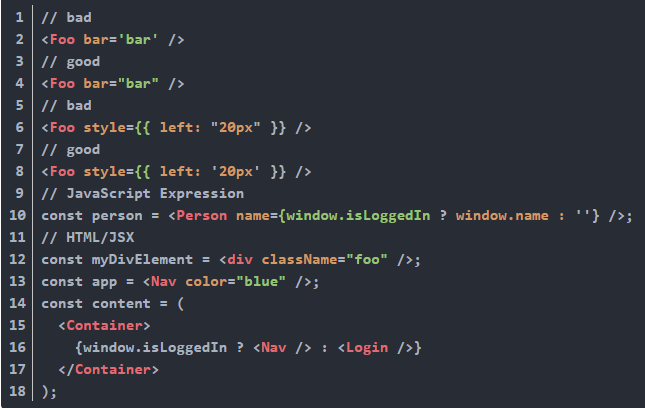 1 // bad
2 <Foo bar='bar' />
3 // good
4 <Foo bar="bar" />
5 // bad
6 <Foo style={{ left: "20px" }} />
7 // good
8 <Foo style={{ left: '20px' }} />
9 // JavaScript Expression
10 const person = <Person name={window.isLoggedIn ? window.name : ''} />;
11 // HTML/JSX
12 const myDivElement = <div className="foo" />;
13 const app = <Nav color="blue" />;
14 const content = (
15   <Container>
16     {window.isLoggedIn ? <Nav /> : <Login />}
17   </Container>
18 );